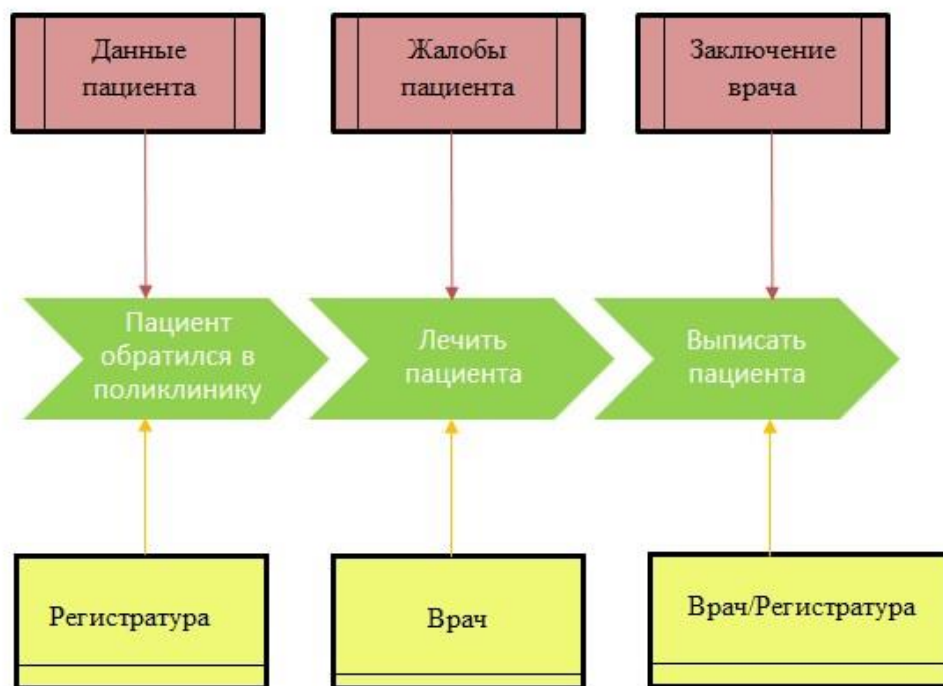 Данные
пациента
Жалобы
пациента
Заключение
врача
Пациент
обратился в
поликлинику
Лечить
пациента
Выписать
пациента
Регистратура
Врач
Врач/Регистратура